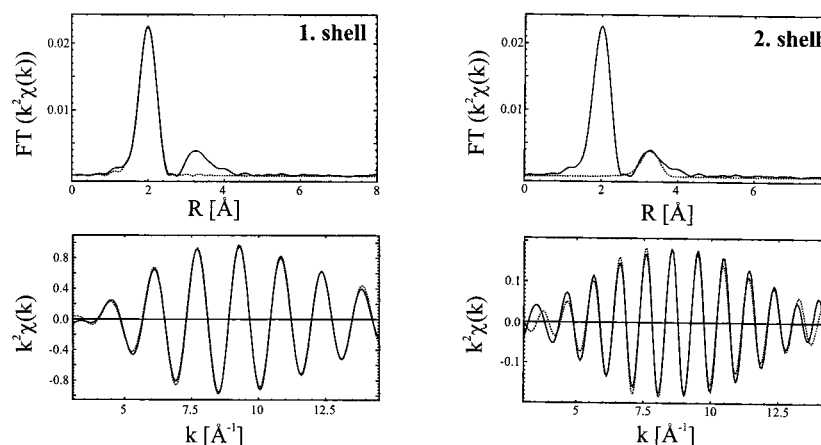 1. shell
FT (k²χ(k))
0.02
0.01
0 2 4 6 8
R [Å]
2. shell
FT (k²χ(k))
0.02
0.01
0 2 4 6
R [Å]
k²χ(k)
0.8
0.4
0.0
-0.4
-0.8
5 7.5 10 12.5
k [Å⁻¹]
k²χ(k)
0.1
0.0
-0.1
5 7.5 10 12.5
k [Å⁻¹]